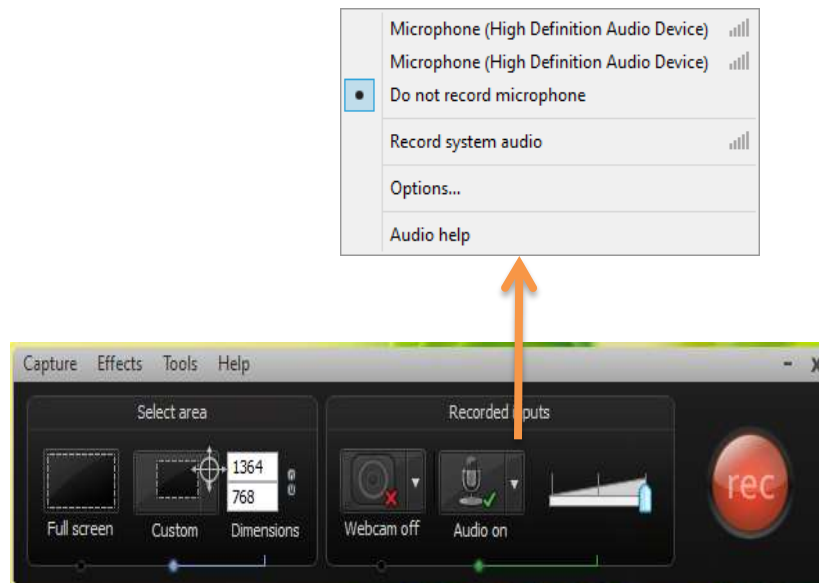 Microphone (High Definition Audio Device)
Microphone (High Definition Audio Device)
Do not record microphone
Record system audio
Options...
Audio help
Capture Effects Tools Help
Select area
Recorded inputs
1364
768
rec
Full screen
Custom
Dimensions
Webcam off
Audio on